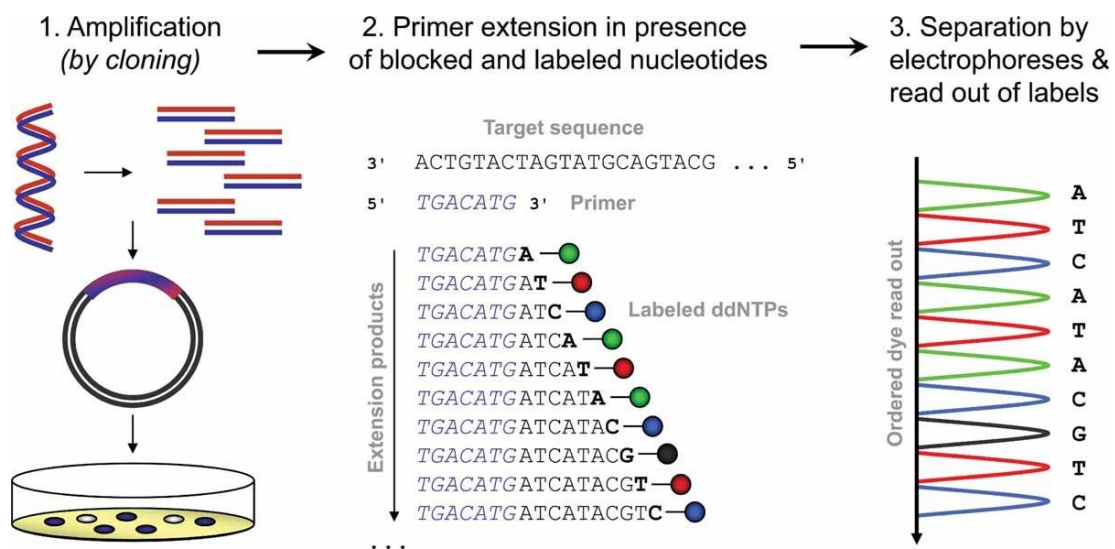 1. Amplification
(by cloning)
2. Primer extension in presence
of blocked and labeled nucleotides
3. Separation by
electrophoreses &
read out of labels
Target sequence
3' ACTGTACTAGTATGCAGTACG ... 5'
5' TGACATG 3' Primer
Extension products
TGACATGA
TGACATGAT
TGACATGATC
Labeled ddNTPs
TGACATGATCA
TGACATGATCAT
TGACATGATCATA
TGACATGATCATAC
TGACATGATCATACG
TGACATGATCATACGT
TGACATGATCATACGTC
...
Ordered dye read out
A
T
C
A
T
A
C
G
T
C